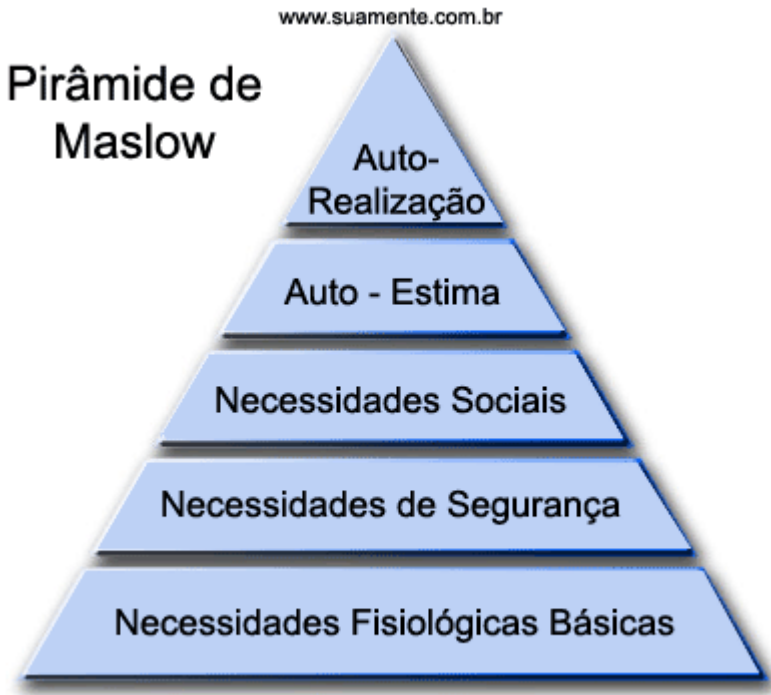 www.suamente.com.br
Pirâmide de
Maslow
Auto-
Realização
Auto - Estima
Necessidades Sociais
Necessidades de Segurança
Necessidades Fisiológicas Básicas